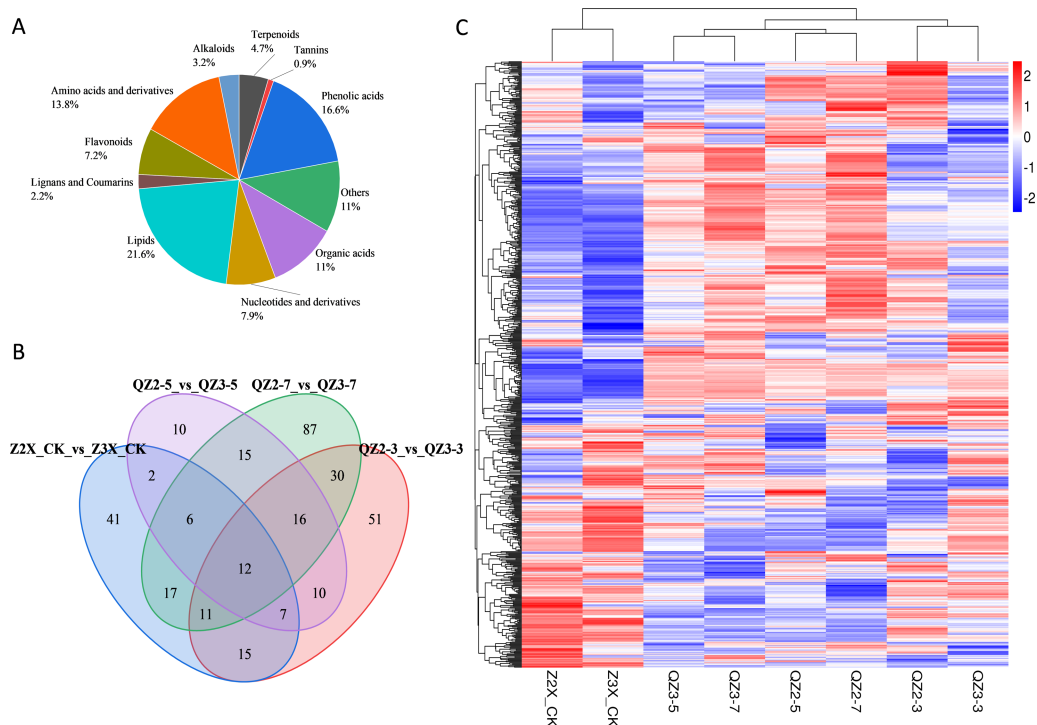 A
Terpenoids
4.7%
Alkaloids
3.2%
Tannins
0.9%
Amino acids and derivatives
13.8%
Phenolic acids
16.6%
Flavonoids
7.2%
Others
11%
Lignans and Coumarins
2.2%
Lipids
21.6%
Organic acids
11%
Nucleotides and derivatives
7.9%
B
QZ2-5_vs_QZ3-5
QZ2-7_vs_QZ3-7
Z2X_CK_vs_Z3X_CK
QZ2-3_vs_QZ3-3
10
87
15
2
30
41
6
16
51
12
17
11
7
10
15
C
2
1
0
-1
-2
Z2X_CK
Z3X_CK
QZ3-5
QZ3-7
QZ2-5
QZ2-7
QZ2-3
QZ3-3